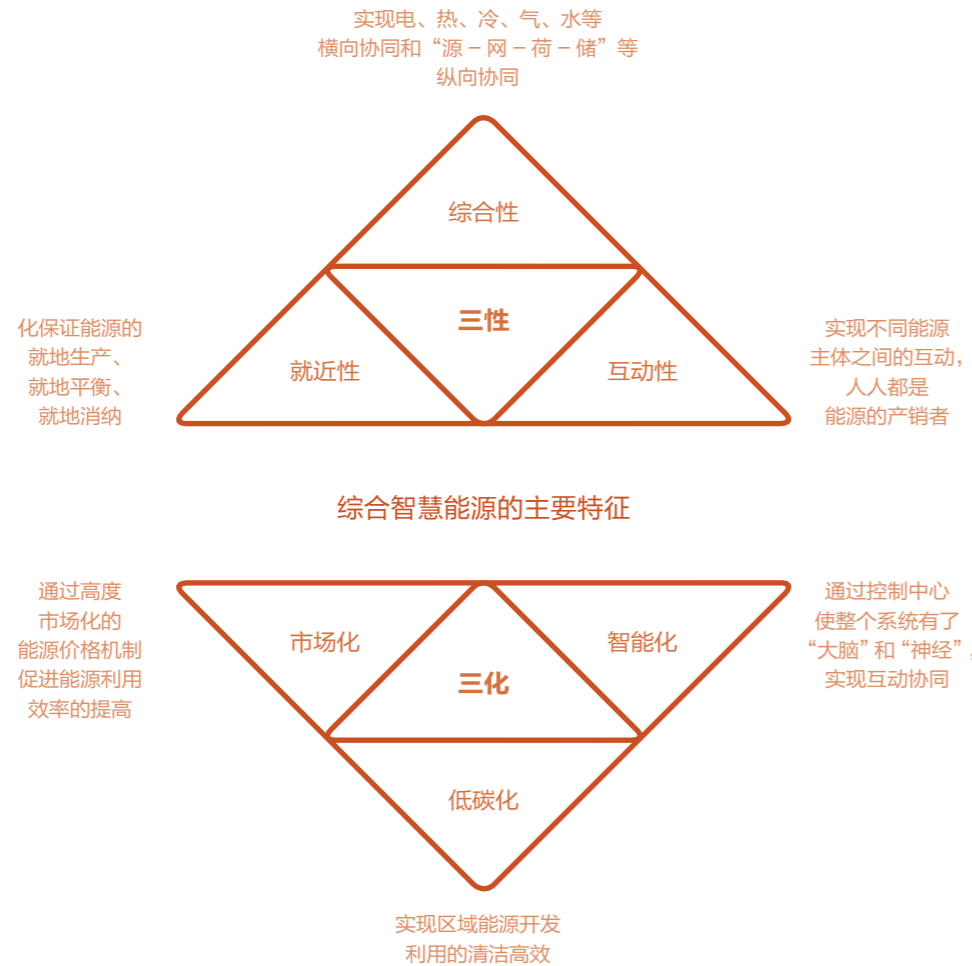 实现电、热、冷、气、水等
横向协同和“源－网－荷－储”等
纵向协同
综合性
三性
就近性
互动性
化保证能源的
就地生产、
就地平衡、
就地消纳
实现不同能源
主体之间的互动，
人人都是
能源的产销者
综合智慧能源的主要特征
通过高度
市场化的
能源价格机制
促进能源利用
效率的提高
市场化
智能化
三化
低碳化
通过控制中心
使整个系统有了
“大脑”和“神经”，
实现互动协同
实现区域能源开发
利用的清洁高效